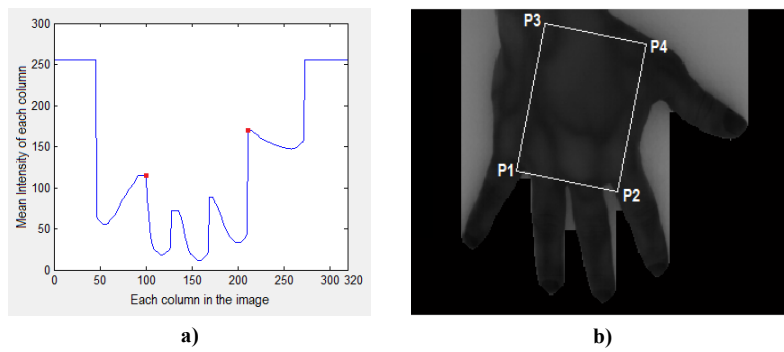 300
250
200
150
100
50
0
0 50 100 150 200 250 300 320
Mean Intensity of each column
Each column in the image
a)
P3
P4
P1
P2
b)